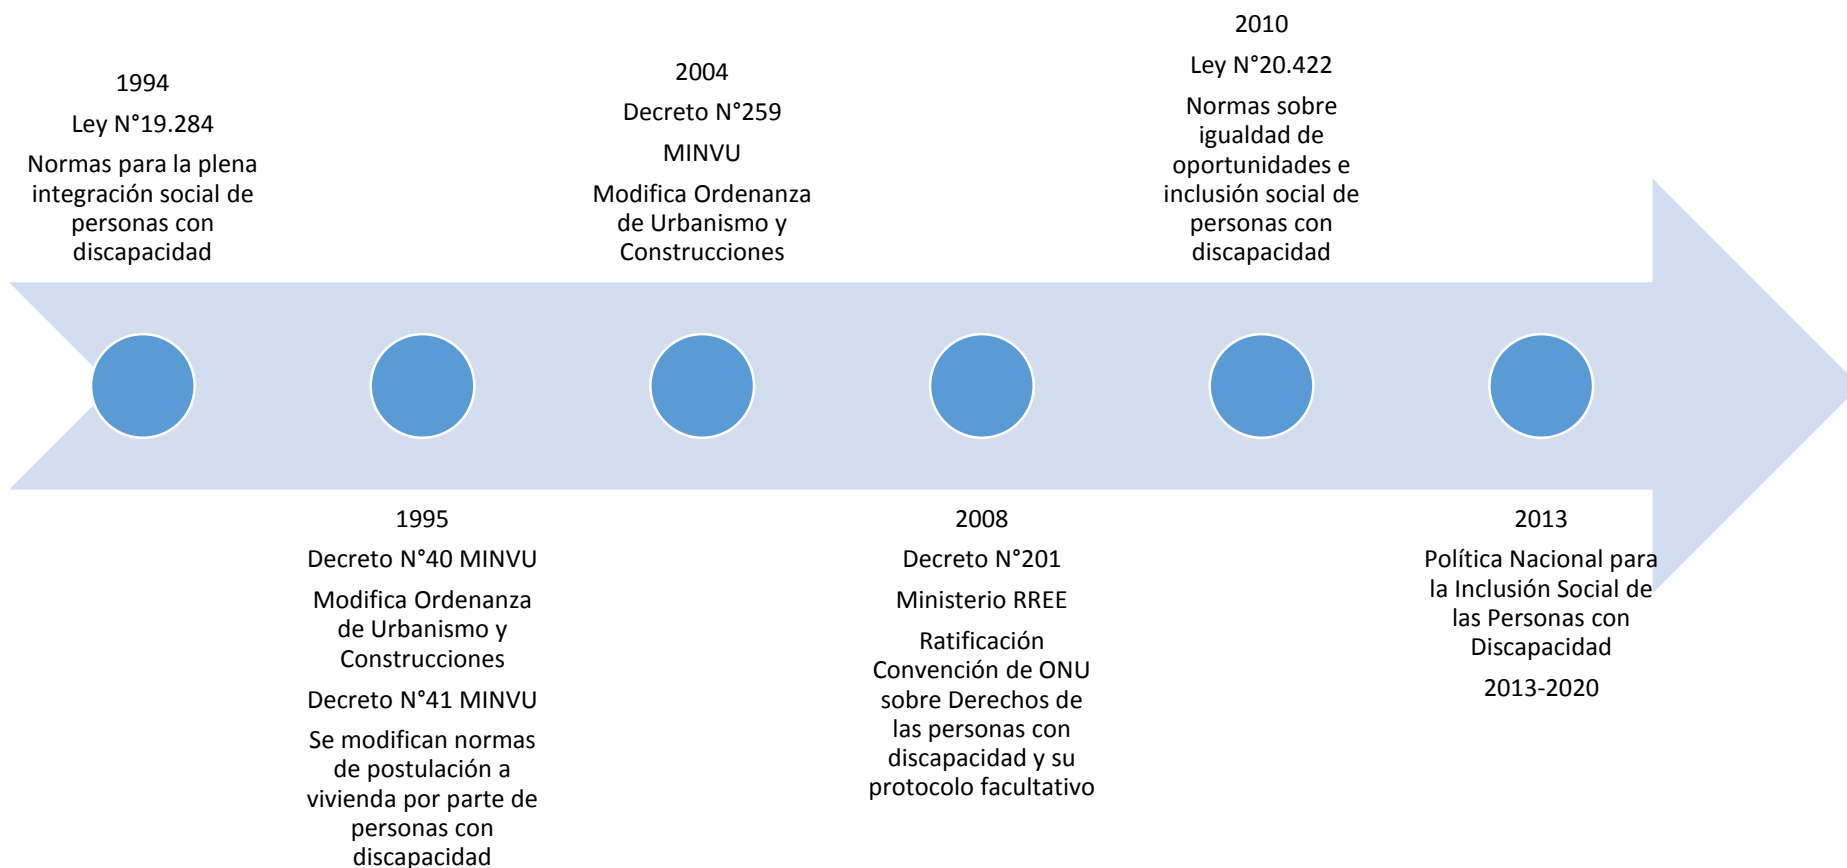 1994
Ley N°19.284
Normas para la plena
integración social de
personas con
discapacidad
1995
Decreto N°40 MINVU
Modifica Ordenanza
de Urbanismo y
Construcciones
Decreto N°41 MINVU
Se modifican normas
de postulación a
vivienda por parte de
personas con
discapacidad
2004
Decreto N°259
MINVU
Modifica Ordenanza
de Urbanismo y
Construcciones
2008
Decreto N°201
Ministerio RREE
Ratificación
Convención de ONU
sobre Derechos de
las personas con
discapacidad y su
protocolo facultativo
2010
Ley N°20.422
Normas sobre
igualdad de
oportunidades e
inclusión social de
personas con
discapacidad
2013
Política Nacional para
la Inclusión Social de
las Personas con
Discapacidad
2013-2020